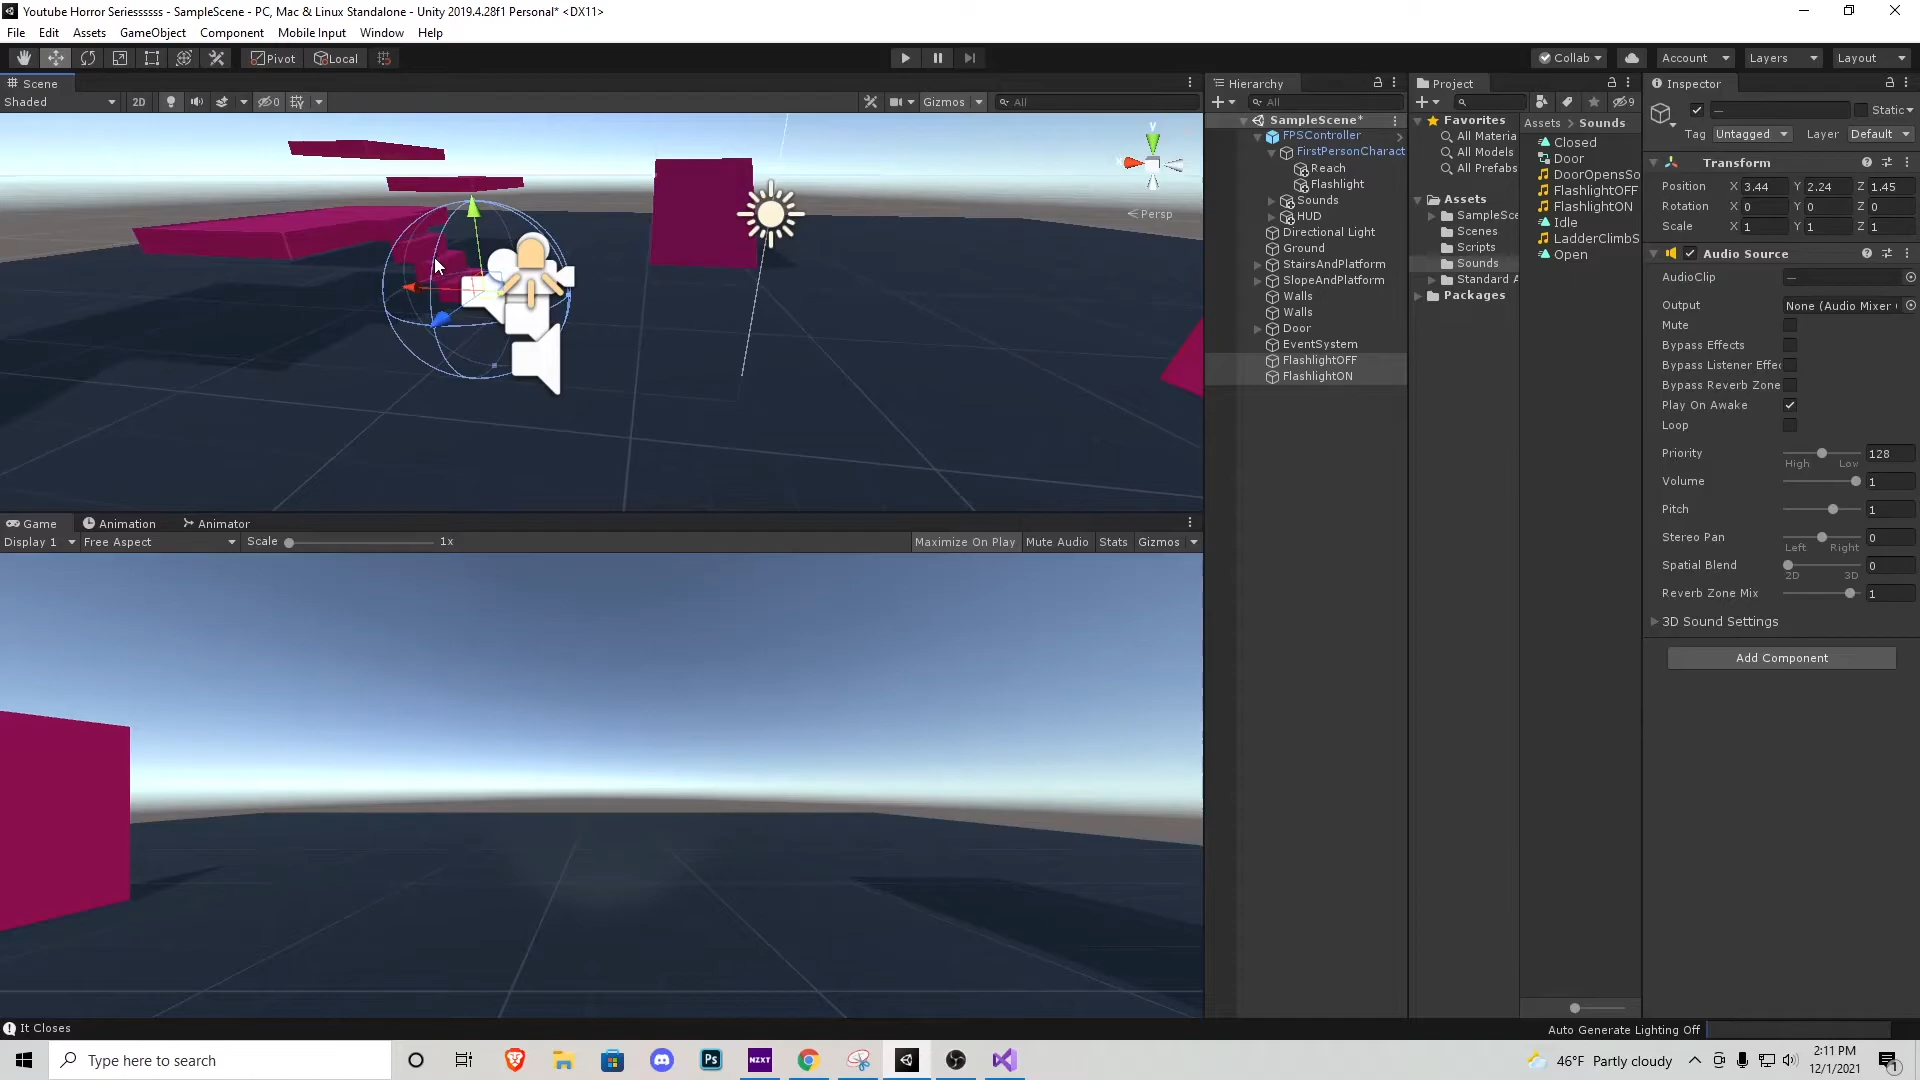 Youtube Horror Seriessssss - SampleScene - PC, Mac & Linux Standalone - Unity 2019.4.28f1 Personal* <DX11>
File Edit Assets GameObject Component Mobile Input Window Help
Pivot Local Collab Account Layers Layout
Scene
Shaded 2D 0 Gizmos All
y
Persp
Game Animation Animator
Display 1 Free Aspect Scale 1x Maximize On Play Mute Audio Stats Gizmos
Hierarchy
All
SampleScene*
FPSController
FirstPersonCharact
Reach
Flashlight
Sounds
HUD
Directional Light
Ground
StairsAndPlatform
SlopeAndPlatform
Walls
Walls
Door
EventSystem
FlashlightOFF
FlashlightON
Project
9
Favorites
All Materia
All Models
All Prefabs
Assets
SampleSce
Scenes
Scripts
Sounds
Standard A
Packages
Assets > Sounds
Closed
Door
DoorOpensSo
FlashlightOFF
FlashlightON
Idle
LadderClimbS
Open
Inspector
— Static
Tag Untagged Layer Default
Transform
Position X 3.44 Y 2.24 Z 1.45
Rotation X 0 Y 0 Z 0
Scale X 1 Y 1 Z 1
Audio Source
AudioClip —
Output None (Audio Mixer
Mute
Bypass Effects
Bypass Listener Effec
Bypass Reverb Zone
Play On Awake
Loop
Priority 128
High Low
Volume 1
Pitch 1
Stereo Pan 0
Left Right
Spatial Blend 0
2D 3D
Reverb Zone Mix 1
3D Sound Settings
Add Component
It Closes
Auto Generate Lighting Off
Type here to search
Ps
NZXT
46°F Partly cloudy
2:11 PM
12/1/2021
1